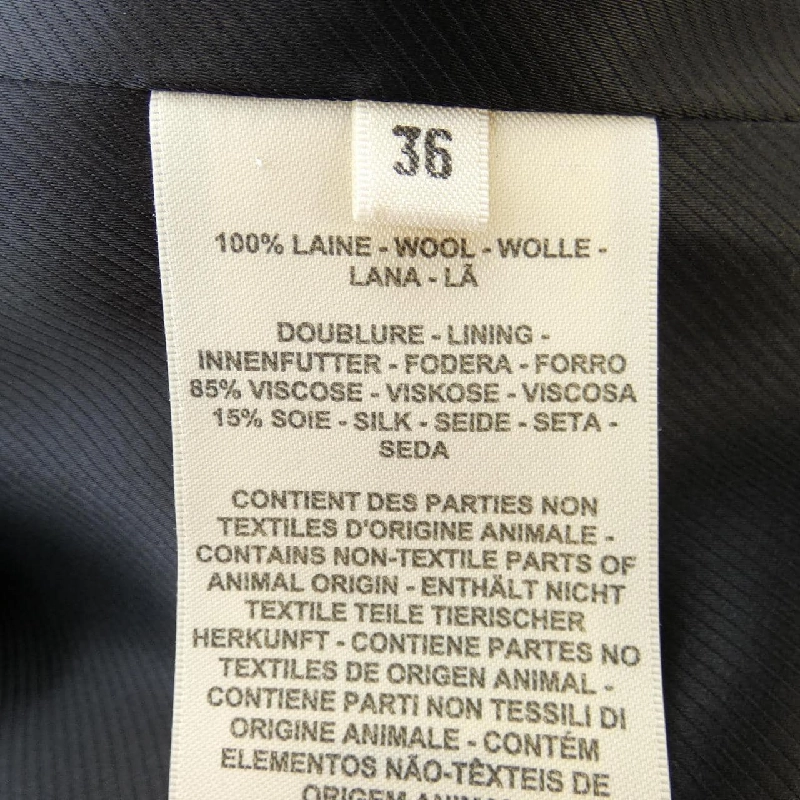 36
100% LAINE - WOOL - WOLLE -
LANA - LÃ
DOUBLURE - LINING -
INNENFUTTER - FODERA - FORRO
85% VISCOSE - VISKOSE - VISCOSA
15% SOIE - SILK - SEIDE - SETA -
SEDA
CONTIENT DES PARTIES NON
TEXTILES D'ORIGINE ANIMALE -
CONTAINS NON-TEXTILE PARTS OF
ANIMAL ORIGIN - ENTHÄLT NICHT
TEXTILE TEILE TIERISCHER
HERKUNFT - CONTIENE PARTES NO
TEXTILES DE ORIGEN ANIMAL -
CONTIENE PARTI NON TESSILI DI
ORIGINE ANIMALE - CONTÉM
ELEMENTOS NÃO-TÊXTEIS DE
ORIGEM ANIMAL